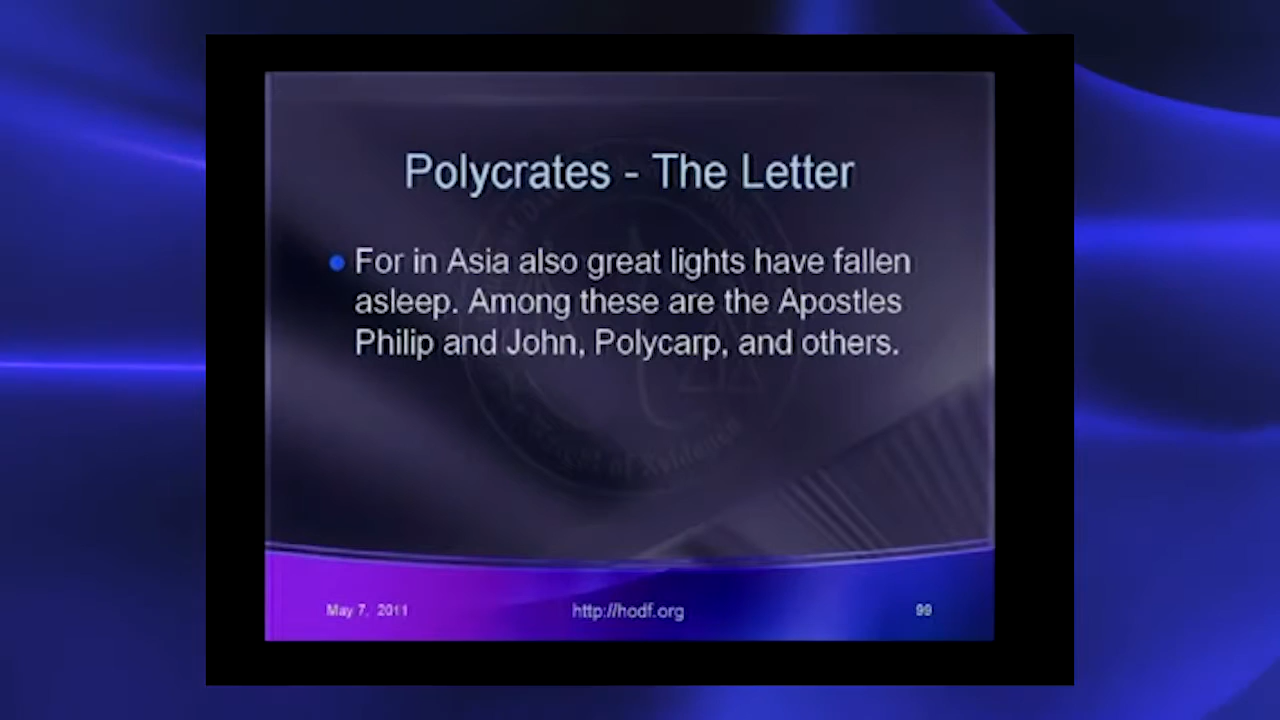 Polycrates - The Letter
For in Asia also great lights have fallen
asleep. Among these are the Apostles
Philip and John, Polycarp, and others.
May 7, 2011
http://hodf.org
99